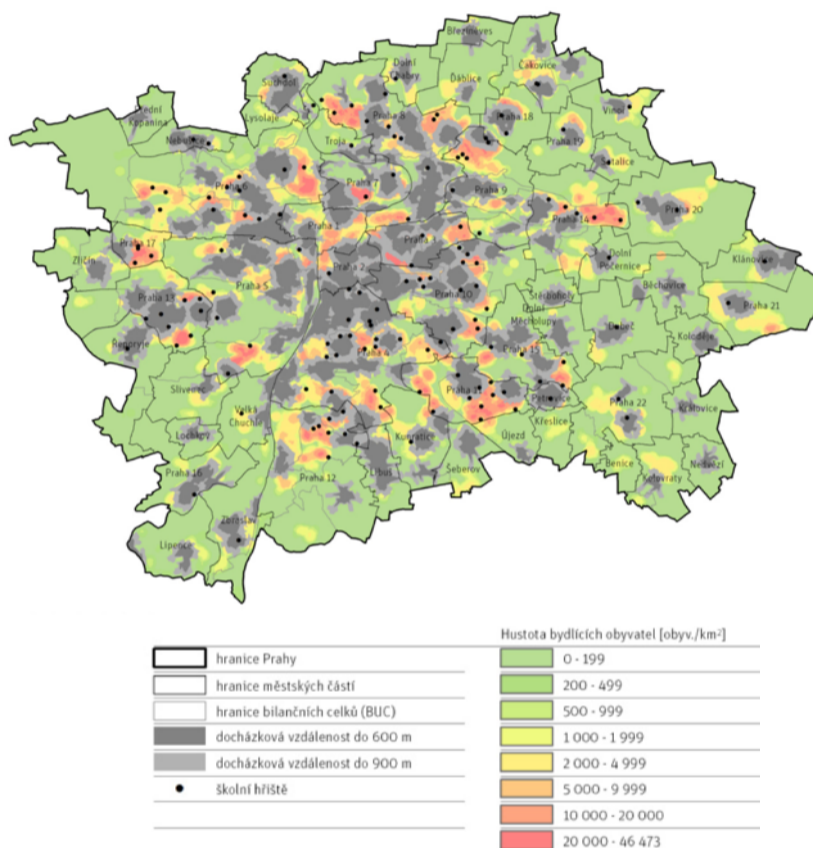 Březiněves
Dolní
Chabry
Čakovice
Ďáblice
Suchdol
Přední
Kopanina
Lysolaje
Praha 8
Praha 18
Vinoř
Nebušice
Troja
Praha 19
Satalice
Praha 6
Praha 7
Praha 9
Praha 14
Praha 20
Praha 17
Zličín
Praha 2
Dolní
Počernice
Klánovice
Praha 5
Praha 10
Běchovice
Praha 13
Štěrboholy
Praha 21
Dolní
Měcholupy
Dubeč
Koloděje
Řeporyje
Praha 4
Praha 15
Slivenec
Praha 11
Petrovice
Praha 22
Královice
Velká
Chuchle
Křeslice
Lochkov
Kunratice
Újezd
Praha 16
Praha 12
Libuš
Šeberov
Benice
Nedvězí
Kolovraty
Zbraslav
Lipence
Hustota bydlících obyvatel [obyv./km²]
hranice Prahy
0 - 199
hranice městských částí
200 - 499
hranice bilančních celků (BUC)
500 - 999
docházková vzdálenost do 600 m
1 000 - 1 999
docházková vzdálenost do 900 m
2 000 - 4 999
školní hřiště
5 000 - 9 999
10 000 - 20 000
20 000 - 46 473